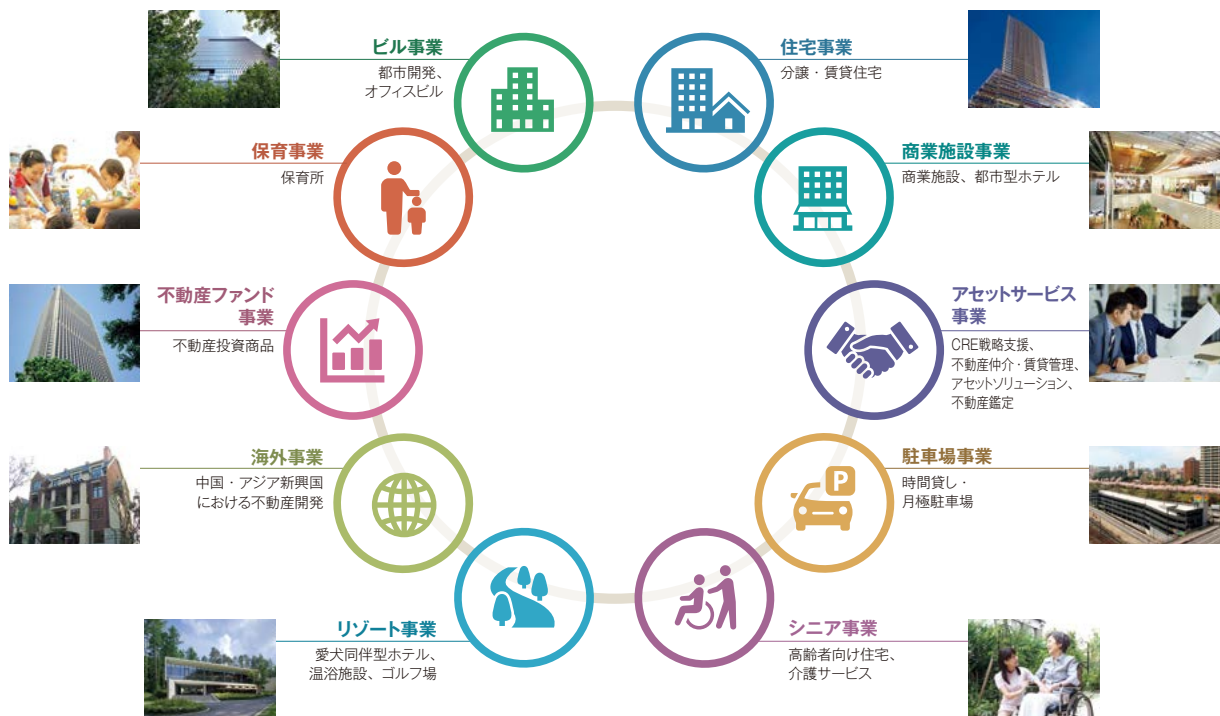 ビル事業
都市開発、
オフィスビル
住宅事業
分譲・賃貸住宅
保育事業
保育所
商業施設事業
商業施設、都市型ホテル
不動産ファンド
事業
不動産投資商品
アセットサービス
事業
CRE戦略支援、
不動産仲介・賃貸管理、
アセットソリューション、
不動産鑑定
海外事業
中国・アジア新興国
における不動産開発
駐車場事業
時間貸し・
月極駐車場
P
リゾート事業
愛犬同伴型ホテル、
温浴施設、ゴルフ場
シニア事業
高齢者向け住宅、
介護サービス